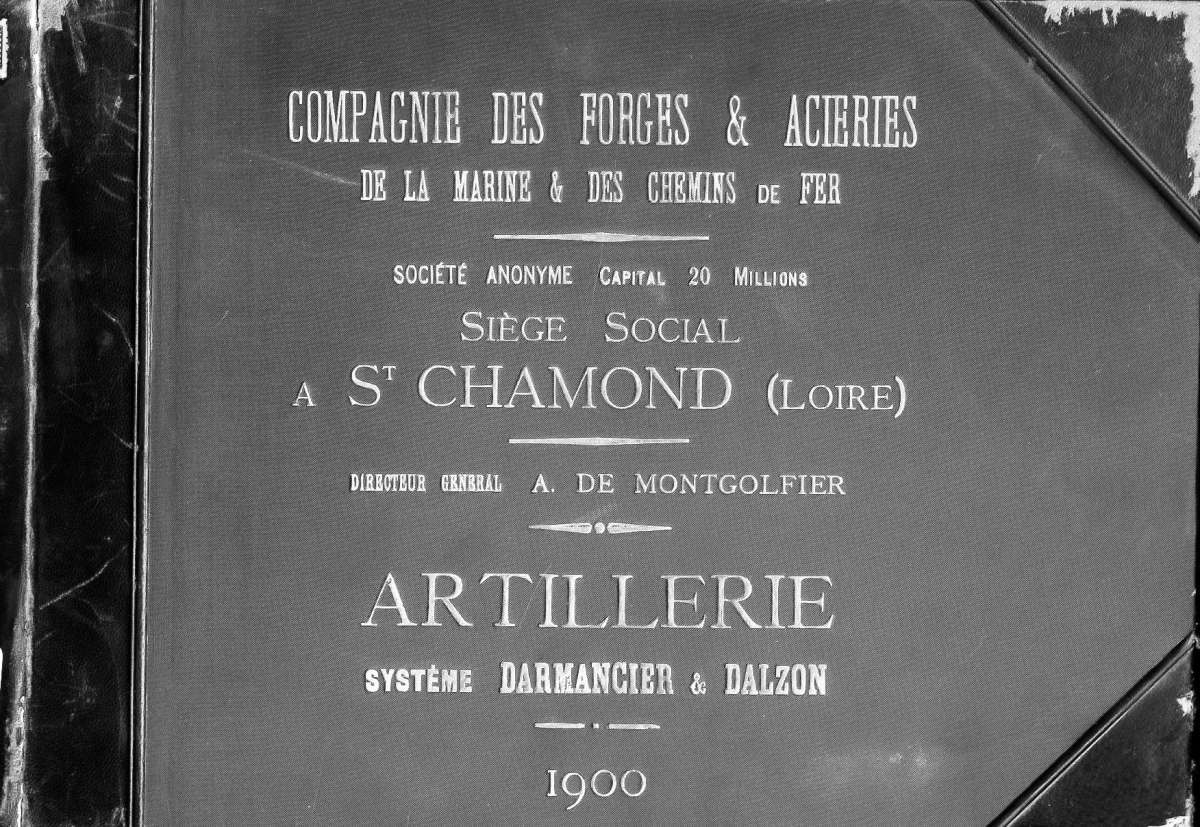 COMPAGNIE DES FORGES & ACIERIES
DE LA MARINE & DES CHEMINS DE FER
SOCIÉTÉ ANONYME CAPITAL 20 MILLIONS
SIÈGE SOCIAL
A ST CHAMOND (LOIRE)
DIRECTEUR GENERAL A. DE MONTGOLFIER
ARTILLERIE
SYSTÈME DARMANCIER & DALZON
1900